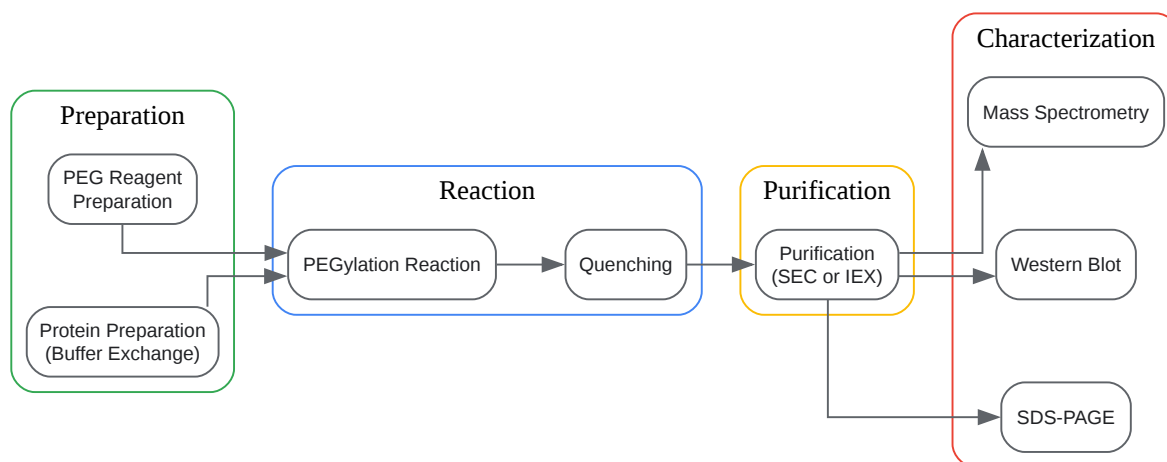 Preparation
PEG Reagent
Preparation
Protein Preparation
(Buffer Exchange)
Reaction
PEGylation Reaction
Quenching
Purification
Purification
(SEC or IEX)
Characterization
Mass Spectrometry
Western Blot
SDS-PAGE